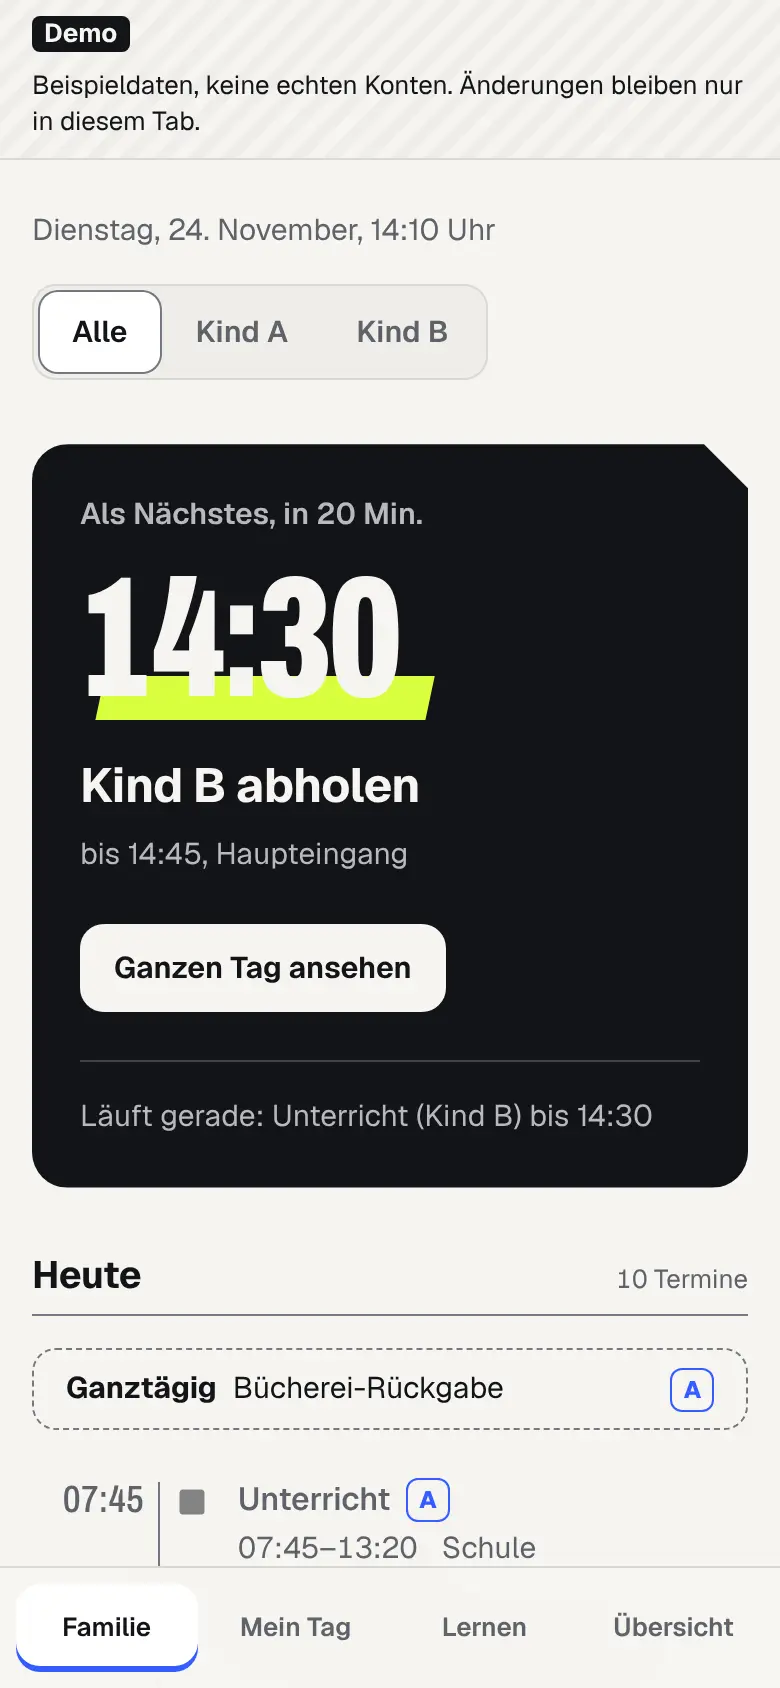 Demo
Beispieldaten, keine echten Konten. Änderungen bleiben nur
in diesem Tab.
Dienstag, 24. November, 14:10 Uhr
Alle Kind A Kind B
Als Nächstes, in 20 Min.
14:30
Kind B abholen
bis 14:45, Haupteingang
Ganzen Tag ansehen
Läuft gerade: Unterricht (Kind B) bis 14:30
Heute 10 Termine
Ganztägig Bücherei-Rückgabe A
07:45 Unterricht A
07:45–13:20 Schule
Familie Mein Tag Lernen Übersicht